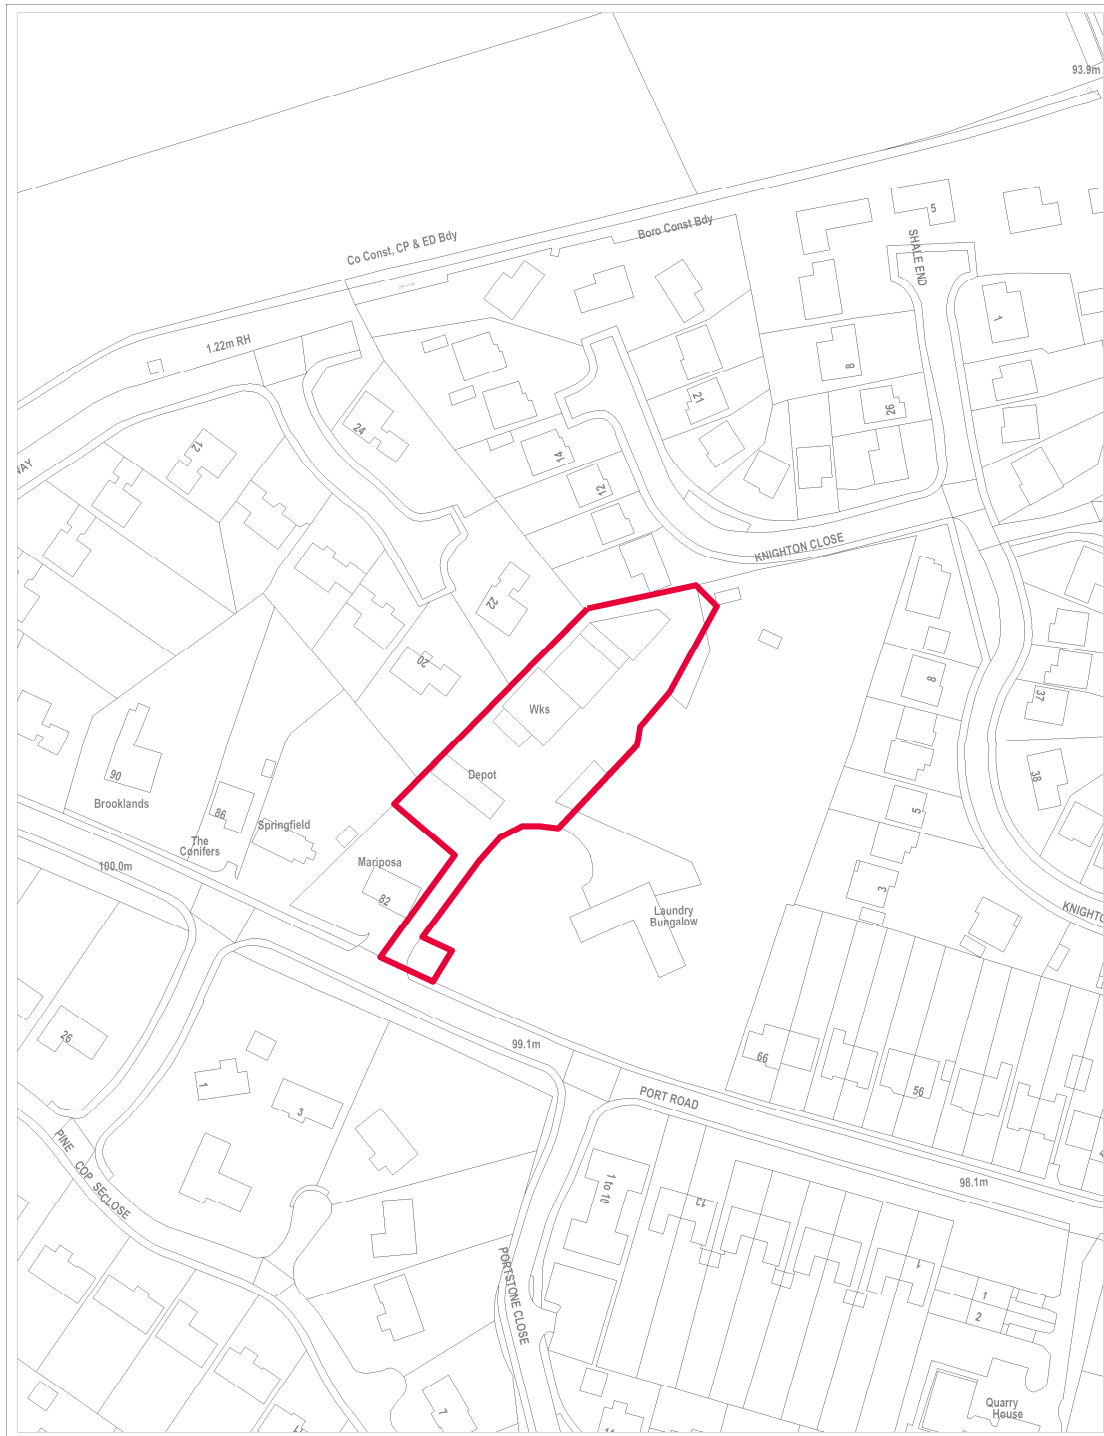 93.9m
5
Boro Const Bdy
Co Const, CP & ED Bdy
SHALE END
1
1.22m RH
8
21
26
24
12
14
12
KNIGHTON CLOSE
22
20
8
37
Wks
38
Depot
90
Brooklands
86
The
Conifers
Springfield
5
100.0m
Mariposa
82
3
Laundry
Bungalow
26
99.1m
66
56
1
3
PORT ROAD
PINE COP SECLOSE
1 to 10
13
98.1m
PORTSTONE CLOSE
1
1
2
7
Quarry
House